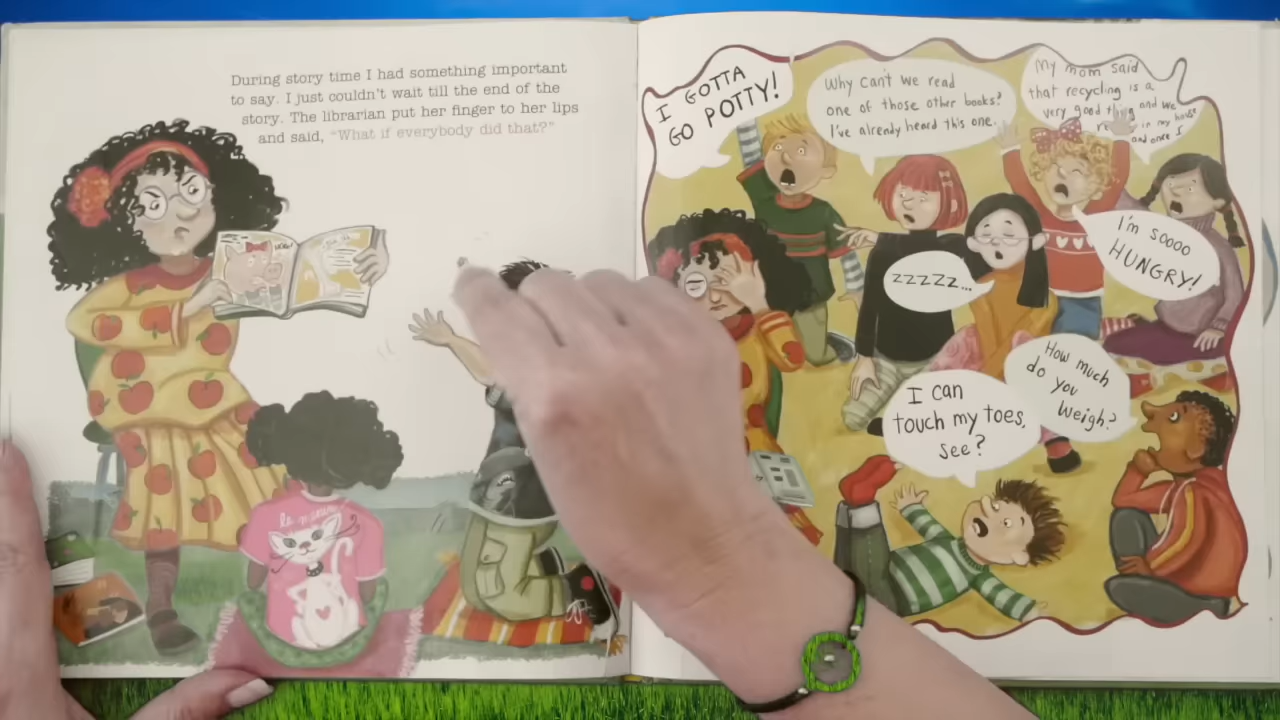 During story time I had something important
to say. I just couldn't wait till the end of the
story. The librarian put her finger to her lips
and said, "What if everybody did that?"
I GOTTA
GO POTTY!
Why can't we read
one of those other books?
I've already heard this one.
My mom said
that recycling is a
very good thing and we
in my house
and once I
I'm soooo
HUNGRY!
ZZZZZ...
How much
do you
weigh?
I can
touch my toes,
see?